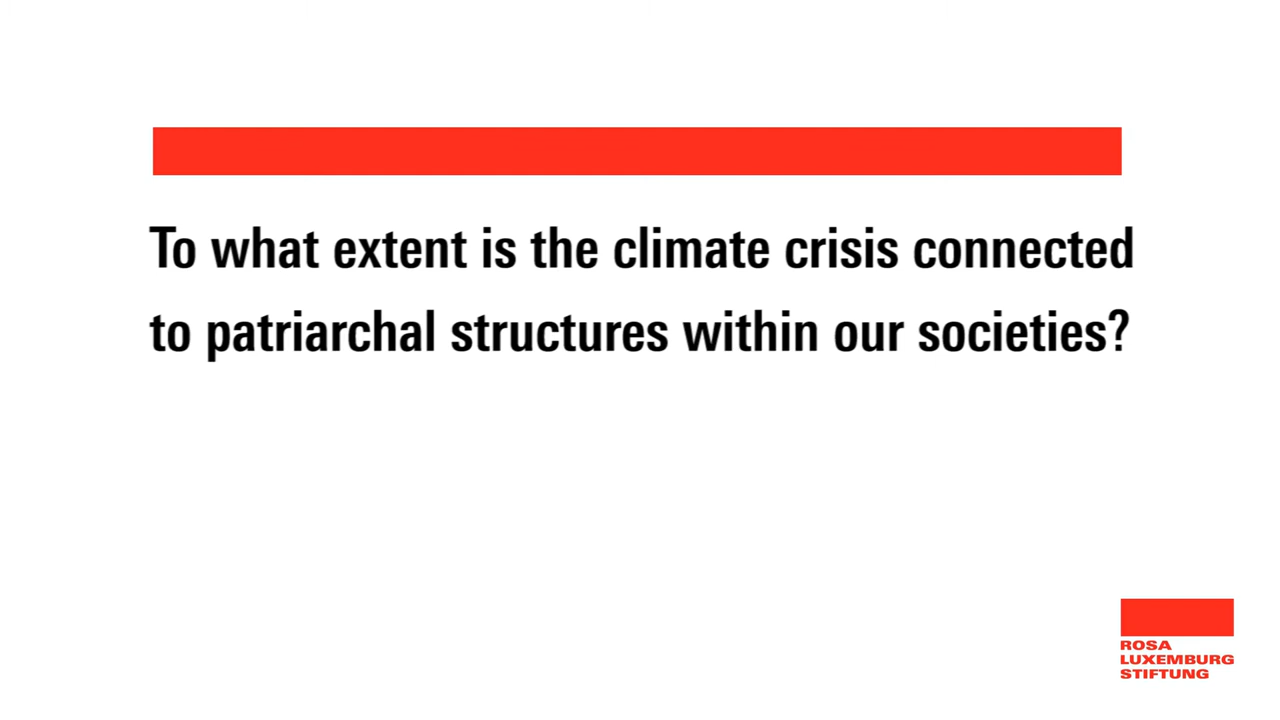 To what extent is the climate crisis connected
to patriarchal structures within our societies?
ROSA
LUXEMBURG
STIFTUNG